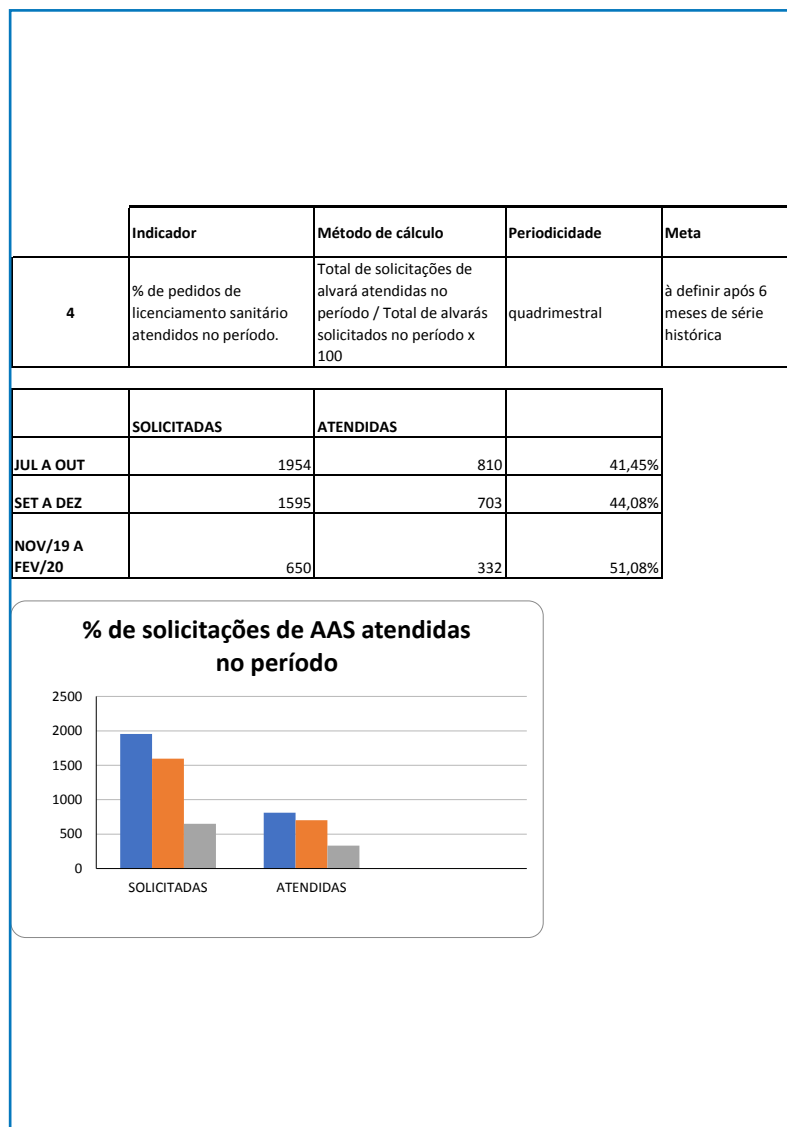 Indicador
Método de cálculo
Periodicidade
Meta
4
% de pedidos de
licenciamento sanitário
atendidos no período.
Total de solicitações de
alvará atendidas no
período / Total de alvarás
solicitados no período x
100
quadrimestral
à definir após 6
meses de série
histórica
SOLICITADAS
ATENDIDAS
JUL A OUT
1954
810
41,45%
SET A DEZ
1595
703
44,08%
NOV/19 A
FEV/20
650
332
51,08%
% de solicitações de AAS atendidas
no período
2500
2000
1500
1000
500
0
SOLICITADAS
ATENDIDAS